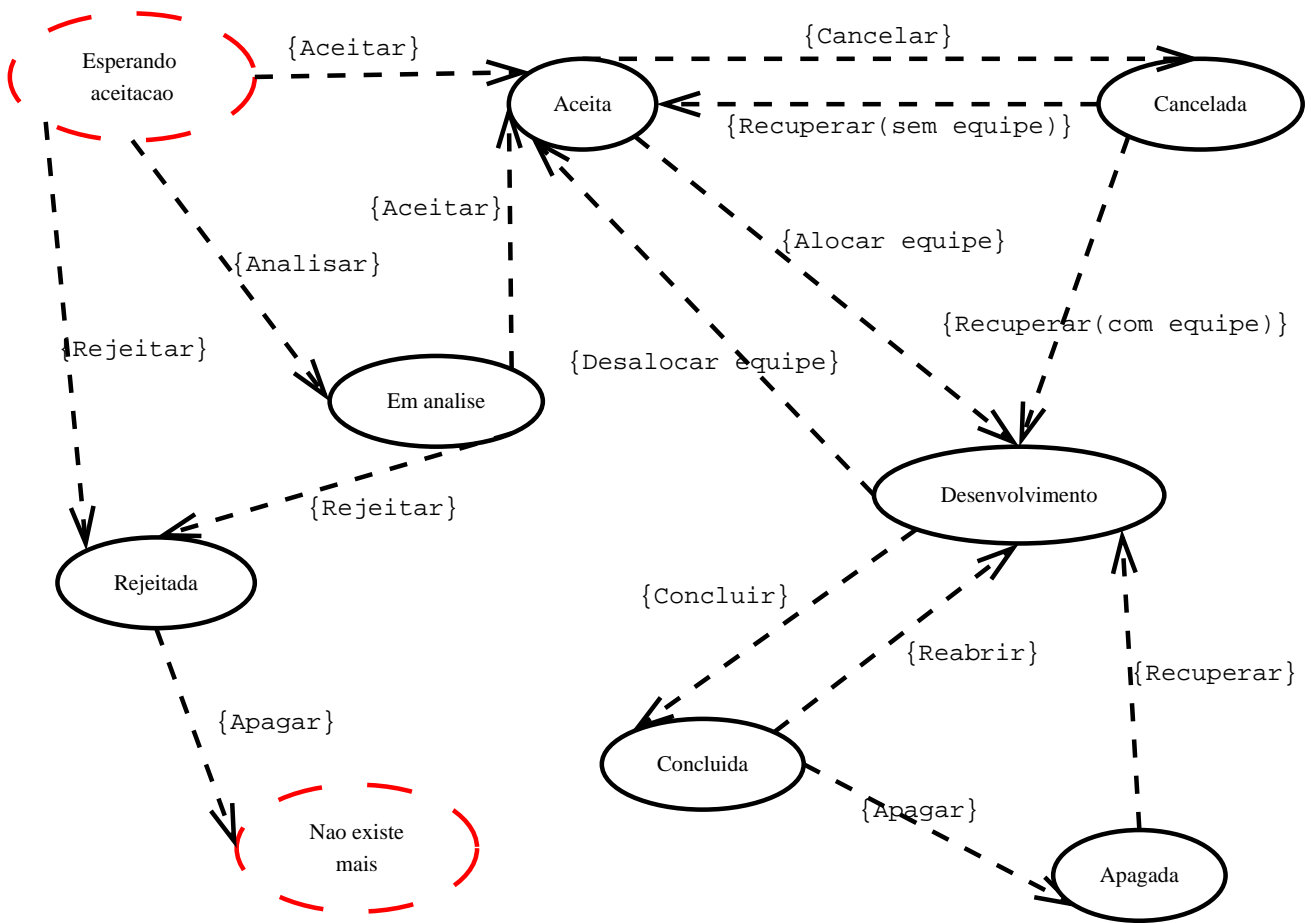 {Aceitar}
{Cancelar}
Esperando
aceitacao
Aceita
Cancelada
{Recuperar(sem equipe)}
{Aceitar}
{Analisar}
{Alocar equipe}
{Rejeitar}
{Desalocar equipe}
{Recuperar(com equipe)}
Em analise
{Rejeitar}
Desenvolvimento
Rejeitada
{Concluir}
{Reabrir}
{Recuperar}
{Apagar}
Concluida
{Apagar}
Nao existe
mais
Apagada